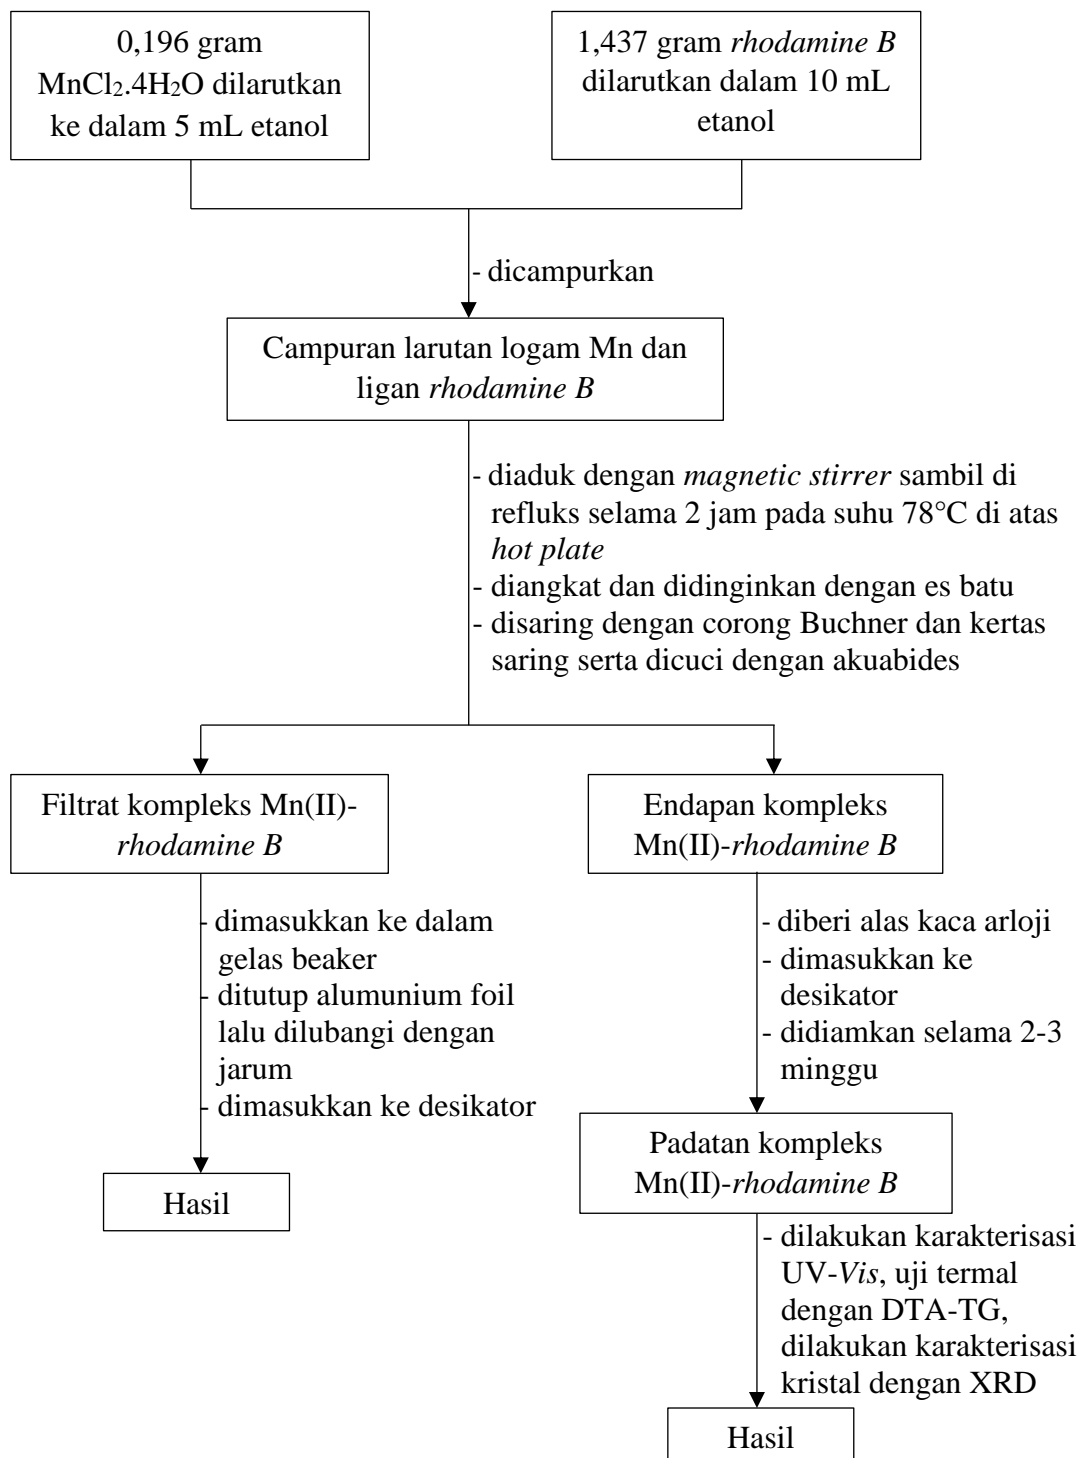 0,196 gram
MnCl₂.4H₂O dilarutkan
ke dalam 5 mL etanol
1,437 gram rhodamine B
dilarutkan dalam 10 mL
etanol
- dicampurkan
Campuran larutan logam Mn dan
ligan rhodamine B
- diaduk dengan magnetic stirrer sambil di
refluks selama 2 jam pada suhu 78°C di atas
hot plate
- diangkat dan didinginkan dengan es batu
- disaring dengan corong Buchner dan kertas
saring serta dicuci dengan akuabides
Filtrat kompleks Mn(II)-
rhodamine B
- dimasukkan ke dalam
gelas beaker
- ditutup alumunium foil
lalu dilubangi dengan
jarum
- dimasukkan ke desikator
Hasil
Endapan kompleks
Mn(II)-rhodamine B
- diberi alas kaca arloji
- dimasukkan ke
desikator
- didiamkan selama 2-3
minggu
Padatan kompleks
Mn(II)-rhodamine B
- dilakukan karakterisasi
UV-Vis, uji termal
dengan DTA-TG,
dilakukan karakterisasi
kristal dengan XRD
Hasil